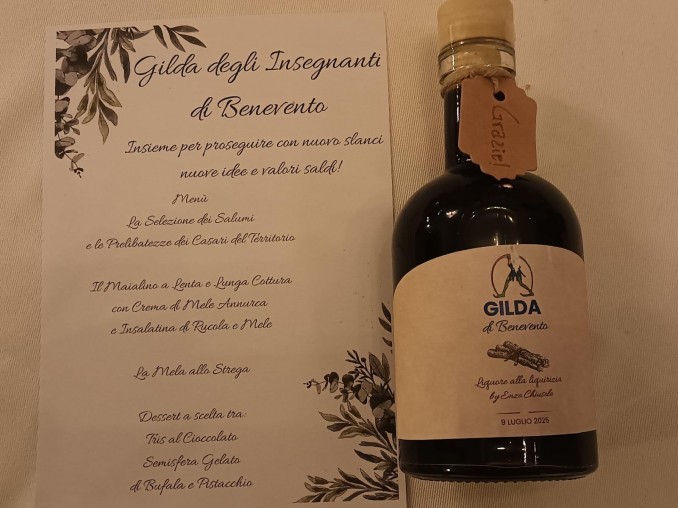 Gilda degli Insegnanti
di Benevento
Insieme per proseguire con nuovo slanci
nuove idee e valori saldi!
Menù
La Selezione dei Salumi
e le Prelibatezze dei Casari del Territorio
Il Maialino a Lenta e Lunga Cottura
con Crema di Mele Annurca
e Insalatina di Rucola e Mele
La Mela allo Strega
Dessert a scelta tra:
Tris al Cioccolato
Semisfera Gelato
di Bufala e Pistacchio
Grazie!
GILDA
di Benevento
Liquore alla liquirizia
by Enzo Chiusolo
9 LUGLIO 2025